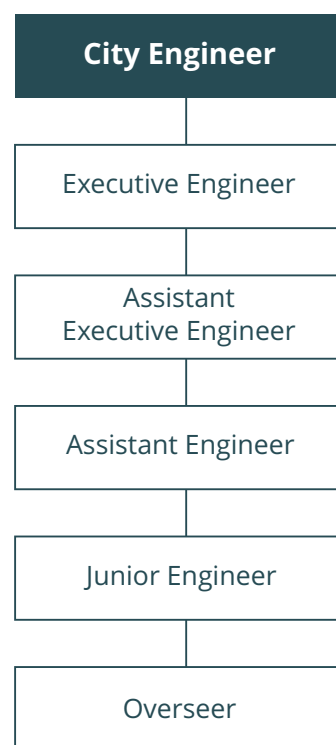 City Engineer
Executive Engineer
Assistant
Executive Engineer
Assistant Engineer
Junior Engineer
Overseer